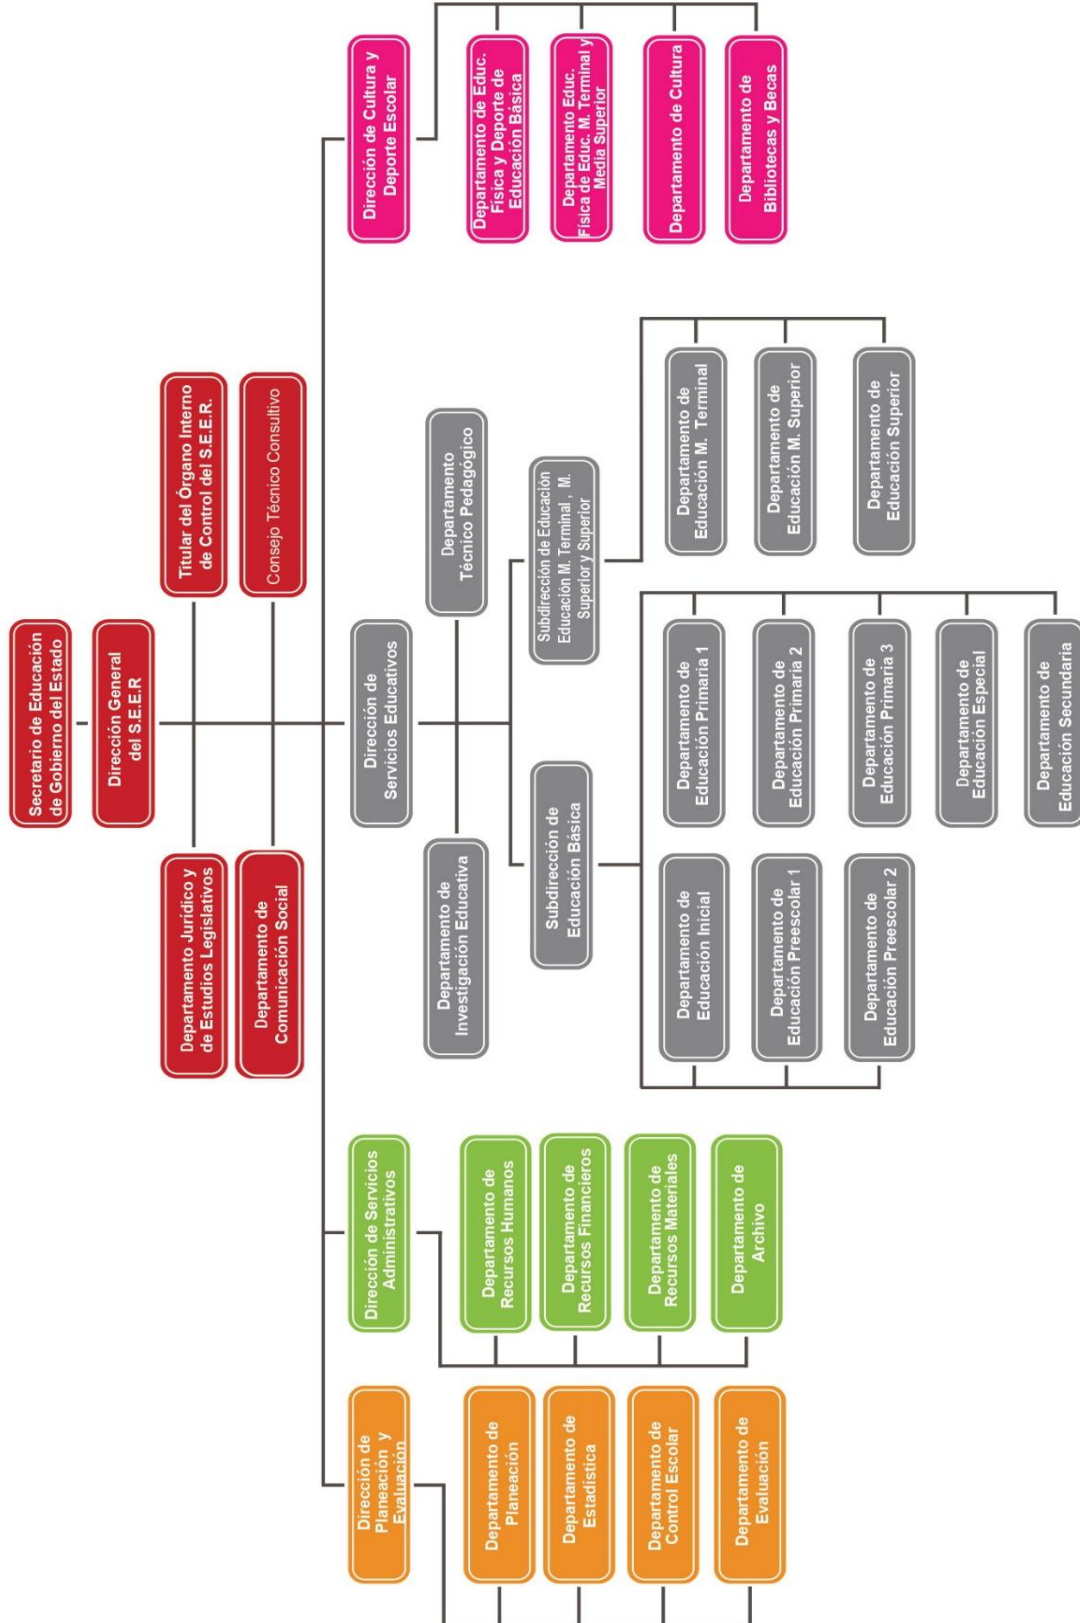 Secretario de Educación
de Gobierno del Estado
Dirección General
del S.E.E.R
Departamento Jurídico y
de Estudios Legislativos
Titular del Órgano Interno
de Control del S.E.E.R.
Departamento de
Comunicación Social
Consejo Técnico Consultivo
Dirección de
Planeación y
Evaluación
Dirección de Servicios
Administrativos
Dirección de
Servicios Educativos
Dirección de Cultura y
Deporte Escolar
Departamento de
Planeación
Departamento de
Estadística
Departamento de
Control Escolar
Departamento de
Evaluación
Departamento de
Recursos Humanos
Departamento de
Recursos Financieros
Departamento de
Recursos Materiales
Departamento de
Archivo
Departamento de
Investigación Educativa
Departamento
Técnico Pedagógico
Subdirección de
Educación Básica
Subdirección de Educación
Educación M. Terminal , M.
Superior y Superior
Departamento de
Educación Inicial
Departamento de
Educación Preescolar 1
Departamento de
Educación Preescolar 2
Departamento de
Educación Primaria 1
Departamento de
Educación Primaria 2
Departamento de
Educación Primaria 3
Departamento de
Educación Especial
Departamento de
Educación Secundaria
Departamento de
Educación M. Terminal
Departamento de
Educación M. Superior
Departamento de
Educación Superior
Departamento de Educ.
Física y Deporte de
Educación Básica
Departamento Educ.
Física de Educ. M. Terminal y
Media Superior
Departamento de Cultura
Departamento de
Bibliotecas y Becas